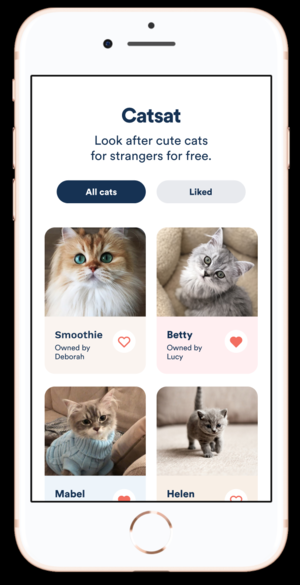 Catsat
Look after cute cats
for strangers for free.
All cats
Liked
Smoothie
Owned by
Deborah
Betty
Owned by
Lucy
Mabel
Helen